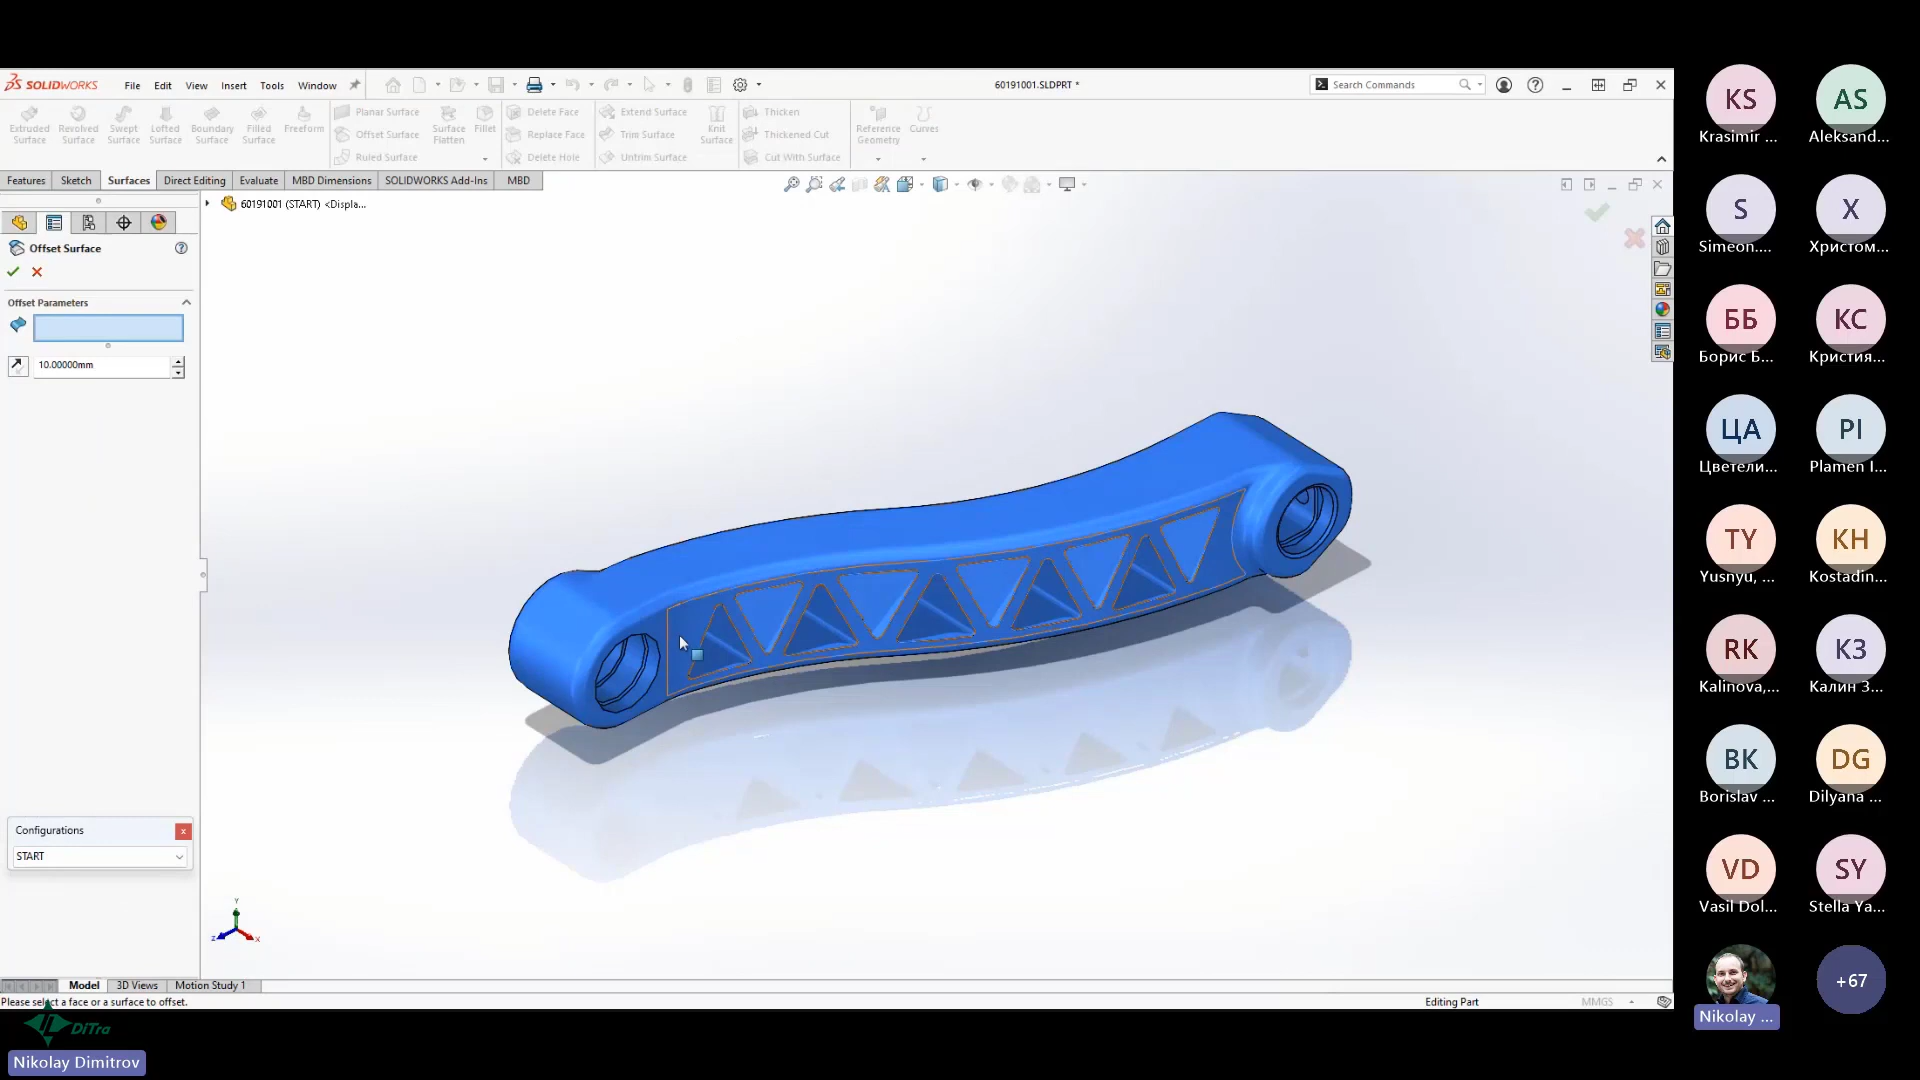 SOLIDWORKS
File Edit View Insert Tools Window
60191001.SLDPRT *
Search Commands
Extruded Surface
Revolved Surface
Swept Surface
Lofted Surface
Boundary Surface
Filled Surface
Freeform
Planar Surface
Offset Surface
Ruled Surface
Surface Flatten
Fillet
Delete Face
Replace Face
Delete Hole
Extend Surface
Trim Surface
Untrim Surface
Knit Surface
Thicken
Thickened Cut
Cut With Surface
Reference Geometry
Curves
Features Sketch Surfaces Direct Editing Evaluate MBD Dimensions SOLIDWORKS Add-Ins MBD
60191001 (START) <Displa...
Offset Surface
Offset Parameters
10.00000mm
Configurations
START
Y
Z
X
Model 3D Views Motion Study 1
Please select a face or a surface to offset.
Editing Part
MMGS
DiTra
Nikolay Dimitrov
KS
Krasimir ...
AS
Aleksand...
S
Simeon....
Х
Христом...
ББ
Борис Б...
КС
Кристия...
ЦА
Цветели...
PI
Plamen I...
TY
Yusnyu, ...
KH
Kostadin...
RK
Kalinova,...
КЗ
Калин З...
BK
Borislav ...
DG
Dilyana ...
VD
Vasil Dol...
SY
Stella Ya...
Nikolay ...
+67